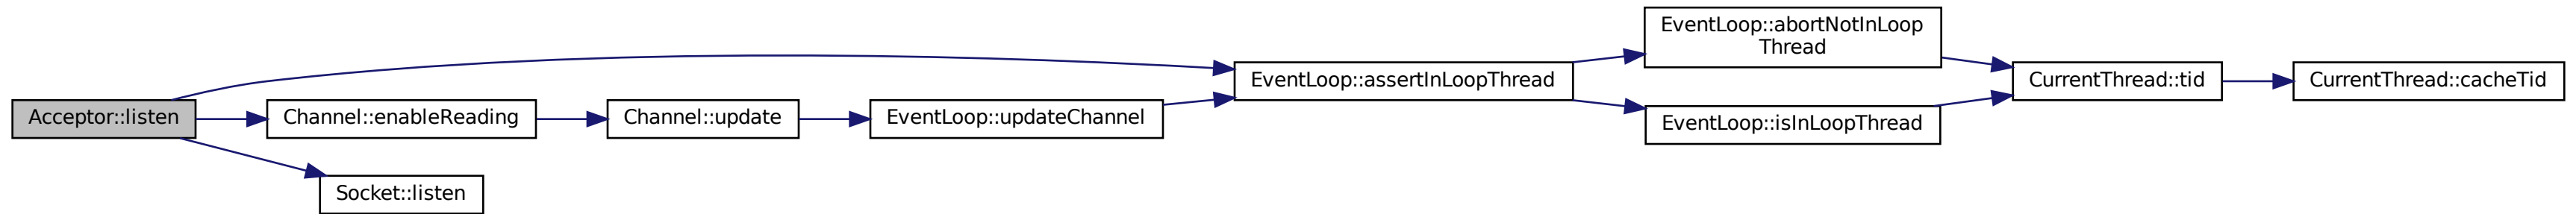 Acceptor::listen
EventLoop::assertInLoopThread
EventLoop::abortNotInLoop
Thread
CurrentThread::tid
CurrentThread::cacheTid
EventLoop::isInLoopThread
Channel::enableReading
Channel::update
EventLoop::updateChannel
Socket::listen